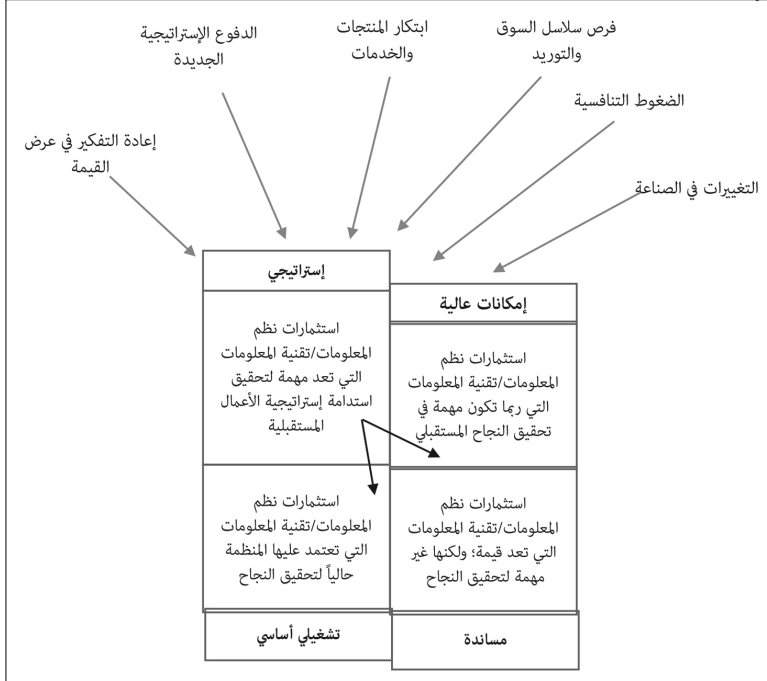 فرص سلاسل السوق
والتوريد
ابتكار المنتجات
والخدمات
الدفوع الإستراتيجية
الجديدة
الضغوط التنافسية
إعادة التفكير في عرض
القيمة
التغييرات في الصناعة
إستراتيجي
إمكانات عالية
استثمارات نظم
المعلومات/تقنية المعلومات
التي تعد مهمة لتحقيق
استدامة إستراتيجية الأعمال
المستقبلية
استثمارات نظم
المعلومات/تقنية المعلومات
التي ربما تكون مهمة في
تحقيق النجاح المستقبلي
استثمارات نظم
المعلومات/تقنية المعلومات
التي تعتمد عليها المنظمة
حالياً لتحقيق النجاح
استثمارات نظم
المعلومات/تقنية المعلومات
التي تعد قيمة؛ ولكنها غير
مهمة لتحقيق النجاح
تشغيلي أساسي
مساندة